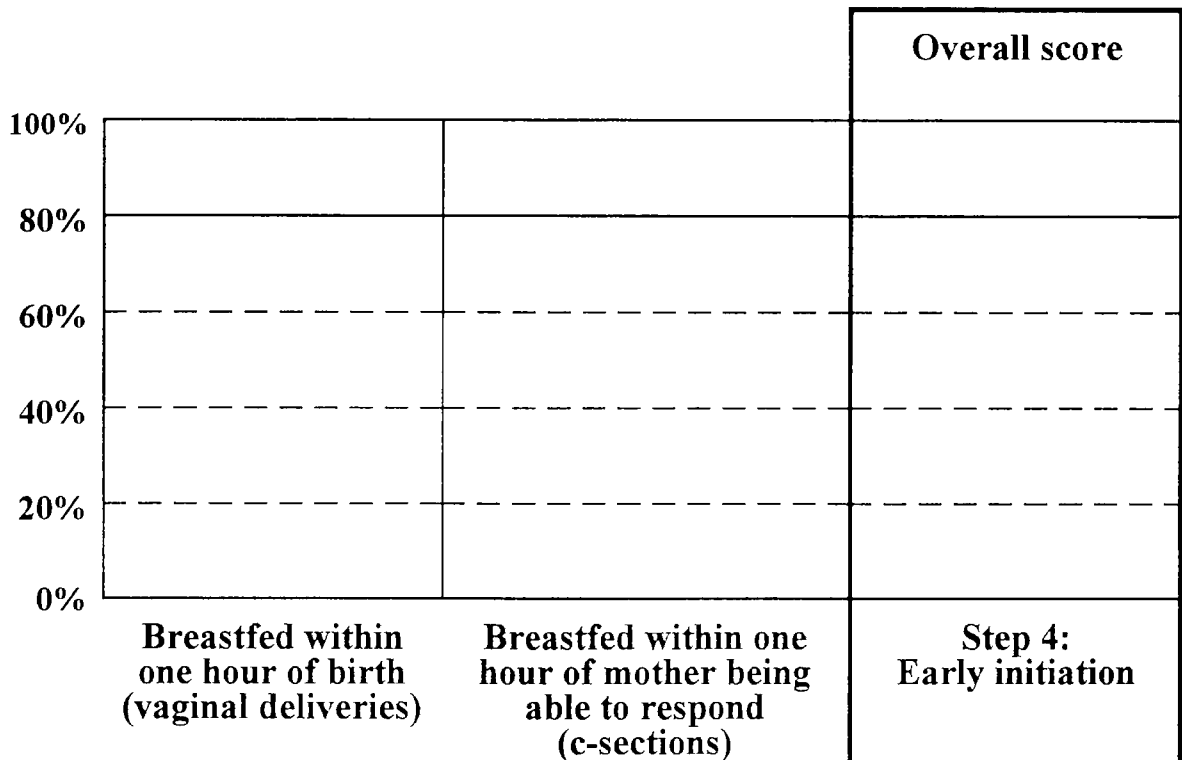 Overall score
100%
80%
60%
40%
20%
0%
Breastfed within
one hour of birth
(vaginal deliveries)
Breastfed within one
hour of mother being
able to respond
(c-sections)
Step 4:
Early initiation